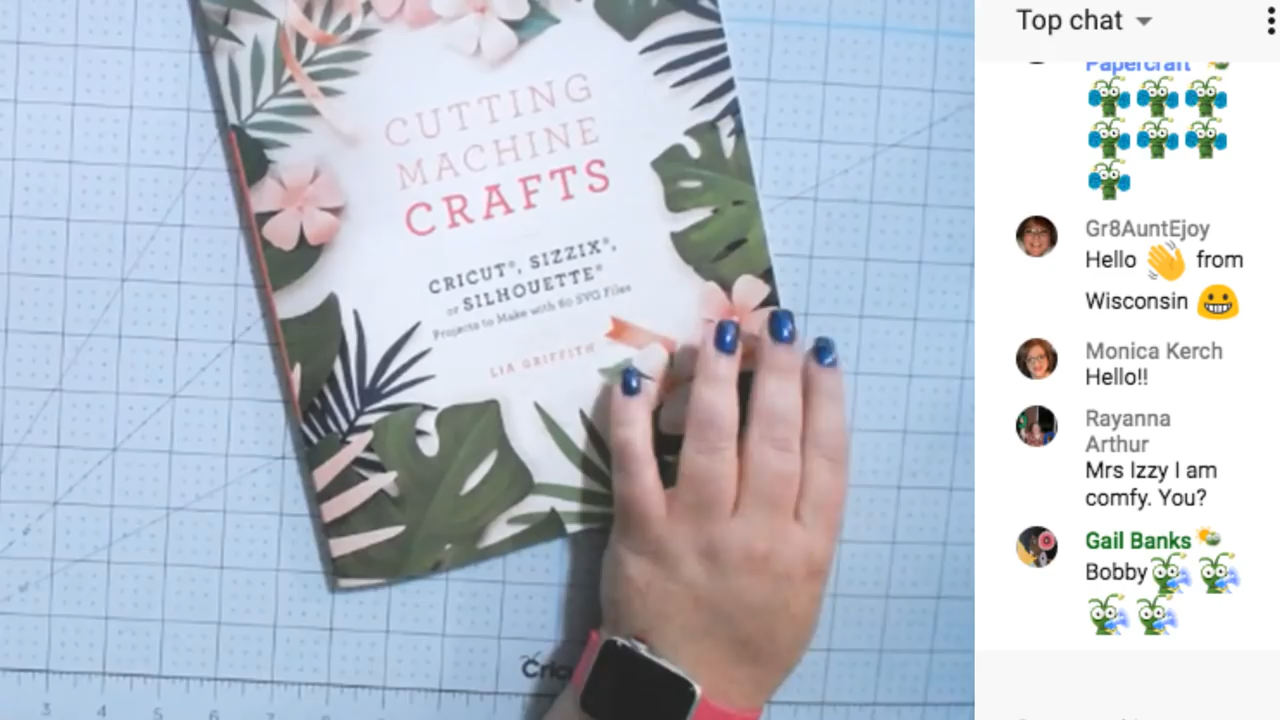 CUTTING
MACHINE
CRAFTS
CRICUT®, SIZZIX®,
or SILHOUETTE®
Projects to Make with 60 SVG Files
LIA GRIFFITH
3 4 5 6 7 8
Top chat
Papercraft
Gr8AuntEjoy
Hello 👋 from
Wisconsin 😀
Monica Kerch
Hello!!
Rayanna
Arthur
Mrs Izzy I am
comfy. You?
Gail Banks
Bobby